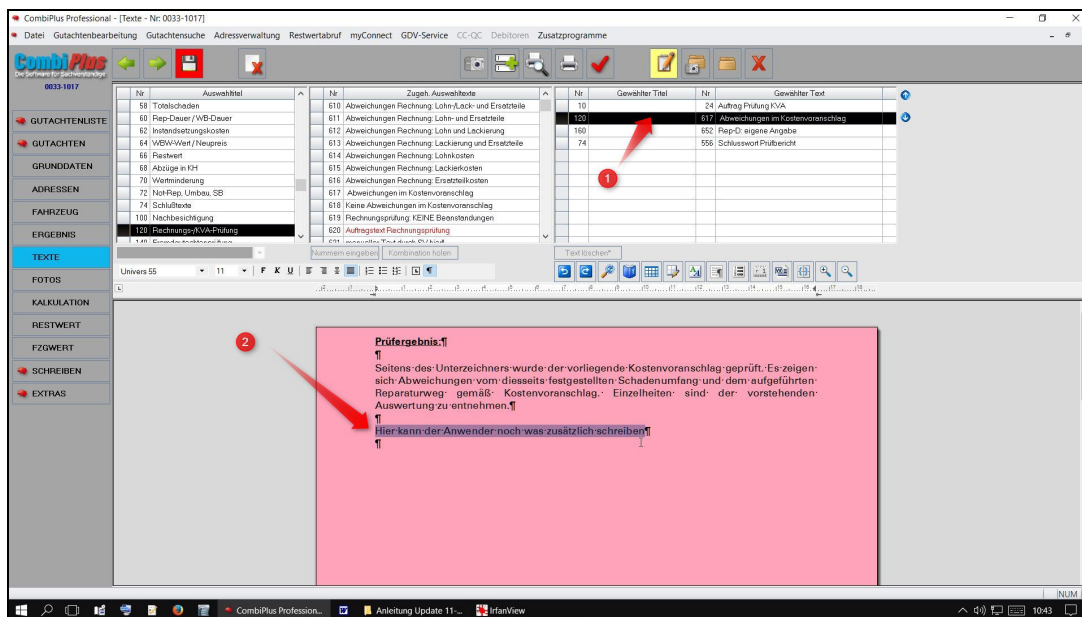 CombiPlus Professional - [Texte - Nr: 0033-1017]
Datei Gutachtenbearbeitung Gutachtensuche Adressverwaltung Restwertabruf myConnect GDV-Service CC-QC Debitoren Zusatzprogramme
CombiPlus
Die Software für Sachverständige
0033-1017
GUTACHTENLISTE
GUTACHTEN
GRUNDDATEN
ADRESSEN
FAHRZEUG
ERGEBNIS
TEXTE
FOTOS
KALKULATION
RESTWERT
FZGWERT
SCHREIBEN
EXTRAS
Nr Auswahltitel
58 Totalschaden
60 Rep-Dauer / WB-Dauer
62 Instandsetzungskosten
64 WBW-Wert / Neupreis
66 Restwert
68 Abzüge in KH
70 Wertminderung
72 Not-Rep, Umbau, SB
74 Schlußtexte
100 Nachbesichtigung
120 Rechnungs-/KVA-Prüfung
Nr Zugeh. Auswahltexte
610 Abweichungen Rechnung: Lohn-/Lack- und Ersatzteile
611 Abweichungen Rechnung: Lohn- und Ersatzteile
612 Abweichungen Rechnung: Lohn und Lackierung
613 Abweichungen Rechnung: Lackierung und Ersatzteile
614 Abweichungen Rechnung: Lohnkosten
615 Abweichungen Rechnung: Lackierkosten
616 Abweichungen Rechnung: Ersatzteilkosten
617 Abweichungen im Kostenvoranschlag
618 Keine Abweichungen im Kostenvoranschlag
619 Rechnungsprüfung: KEINE Beanstandungen
620 Auftragstext Rechnungsprüfung
Nr Gewählter Titel Nr Gewählter Text
10 24 Auftrag Prüfung KVA
120 617 Abweichungen im Kostenvoranschlag
160 652 Rep-D: eigene Angabe
74 556 Schlusswort Prüfbericht
1
Nummern eingeben Kombination holen Text löschen*
Univers 55 11 F K U
2
Prüfergebnis:¶
¶
Seitens·des·Unterzeichners·wurde·der·vorliegende·Kostenvoranschlag·geprüft.·Es·zeigen·
sich·Abweichungen·vom·diesseits·festgestellten·Schadenumfang·und·dem·aufgeführten·
Reparaturweg· gemäß· Kostenvoranschlag.· Einzelheiten· sind· der· vorstehenden·
Auswertung·zu·entnehmen.¶
¶
Hier·kann·der·Anwender·noch·was·zusätzlich·schreiben¶
¶
NUM
CombiPlus Profession... Anleitung Update 11-... IrfanView 10:43